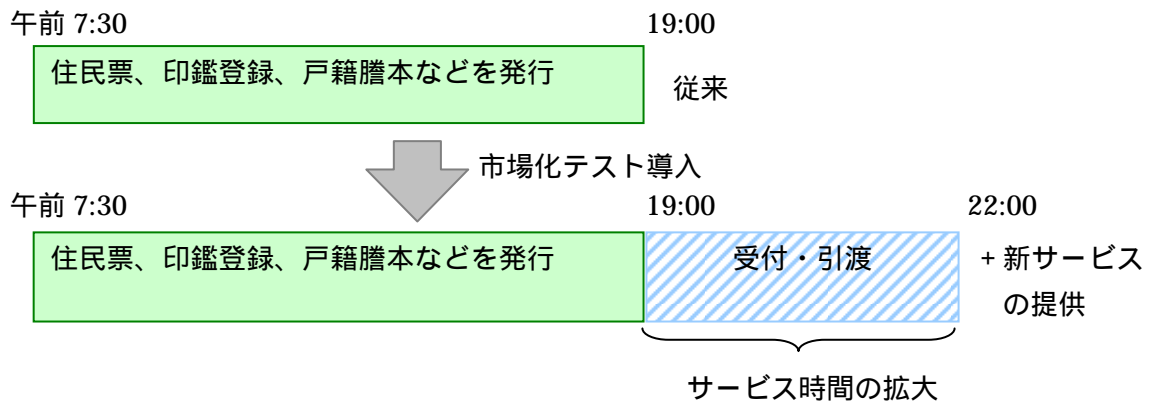 午前 7:30 19:00
住民票、印鑑登録、戸籍謄本などを発行
従来
市場化テスト導入
午前 7:30 19:00 22:00
住民票、印鑑登録、戸籍謄本などを発行 受付・引渡 + 新サービス
の提供
サービス時間の拡大